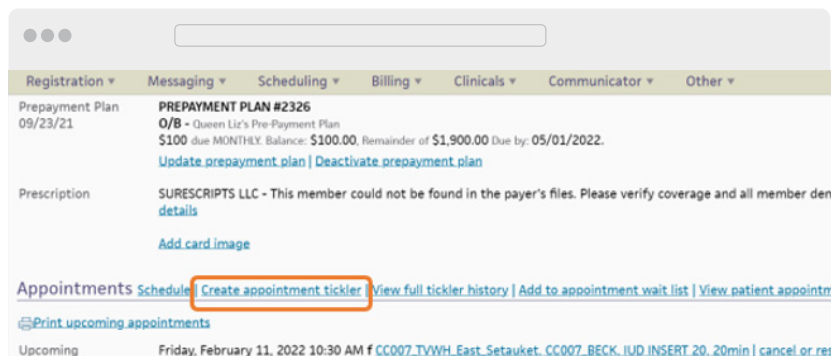 Registration Messaging Scheduling Billing Clinicals Communicator Other
Prepayment Plan PREPAYMENT PLAN #2326
09/23/21 O/B - Queen Liz's Pre-Payment Plan
$100 due MONTHLY. Balance: $100.00, Remainder of $1,900.00 Due by: 05/01/2022.
Update prepayment plan | Deactivate prepayment plan
Prescription SURESCRIPTS LLC - This member could not be found in the payer's files. Please verify coverage and all member den
details
Add card image
Appointments Schedule | Create appointment tickler | View full tickler history | Add to appointment wait list | View patient appointm
Print upcoming appointments
Upcoming Friday, February 11, 2022 10:30 AM f CC007_TVWH_East_Setauket, CC007_BECK, IUD INSERT 20, 20min | cancel or res